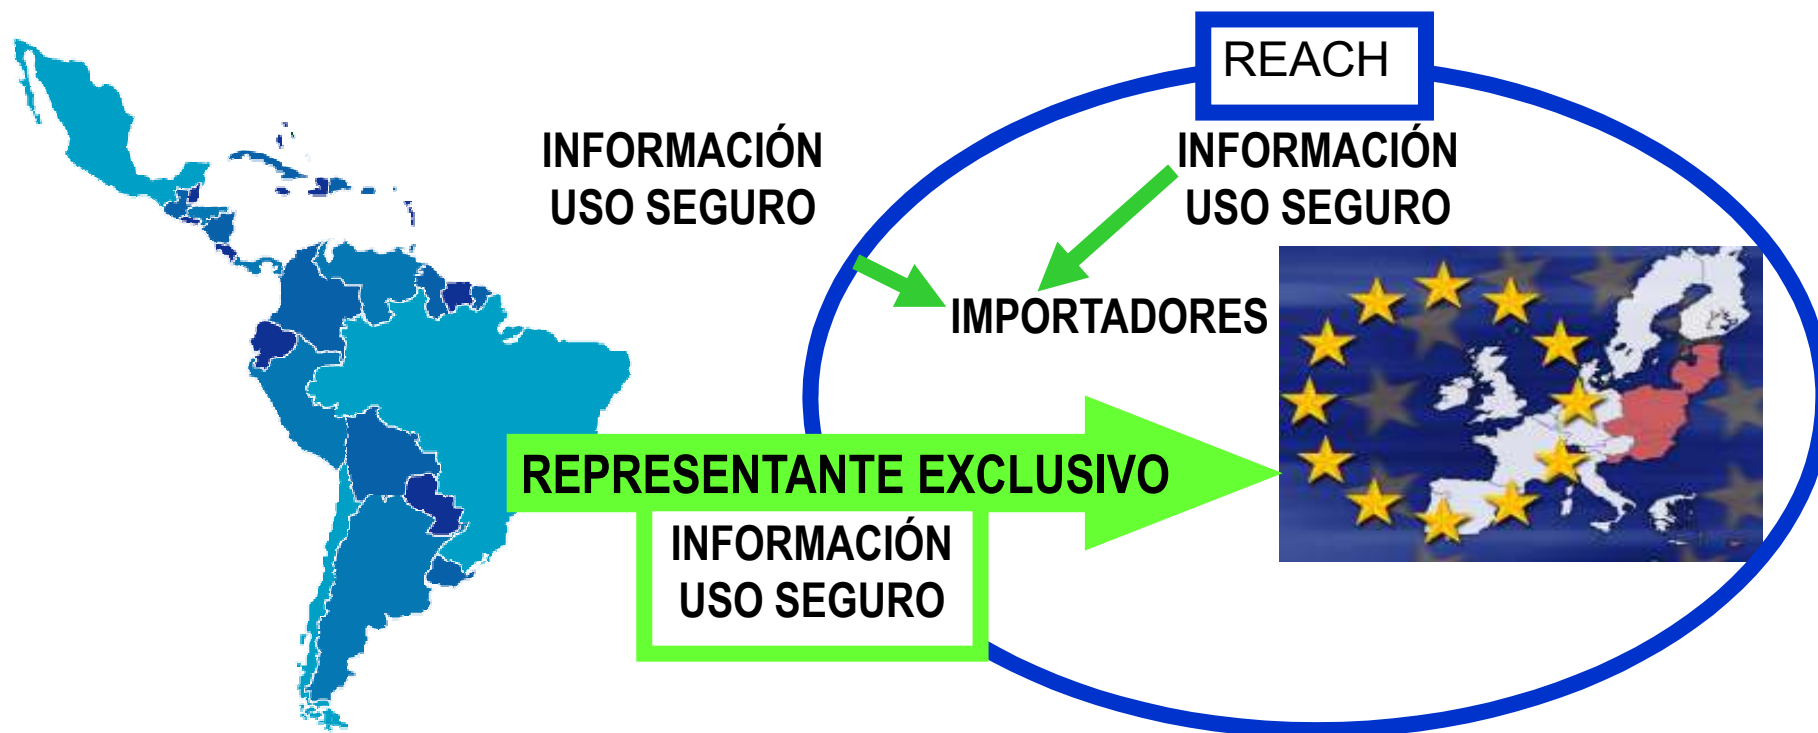 REACH
INFORMACIÓN
USO SEGURO
INFORMACIÓN
USO SEGURO
IMPORTADORES
REPRESENTANTE EXCLUSIVO
INFORMACIÓN
USO SEGURO